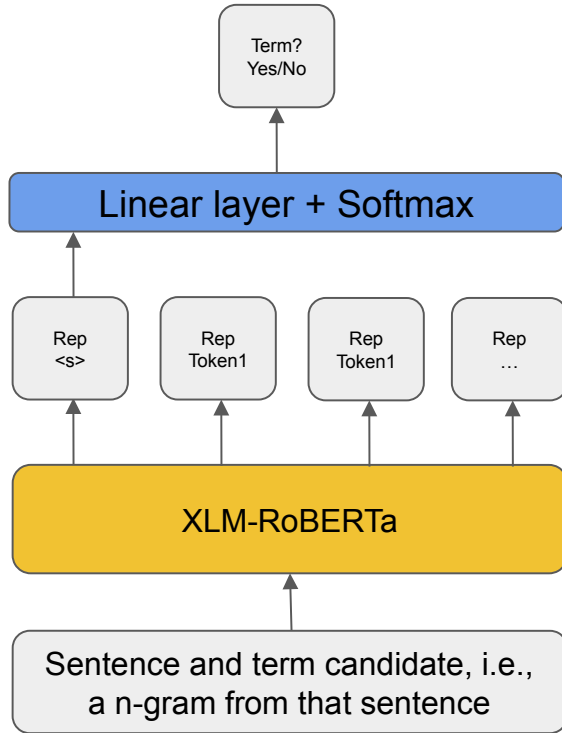 Term?
Yes/No
Linear layer + Softmax
Rep
<s>
Rep
Token1
Rep
Token1
Rep
…
XLM-RoBERTa
Sentence and term candidate, i.e.,
a n-gram from that sentence